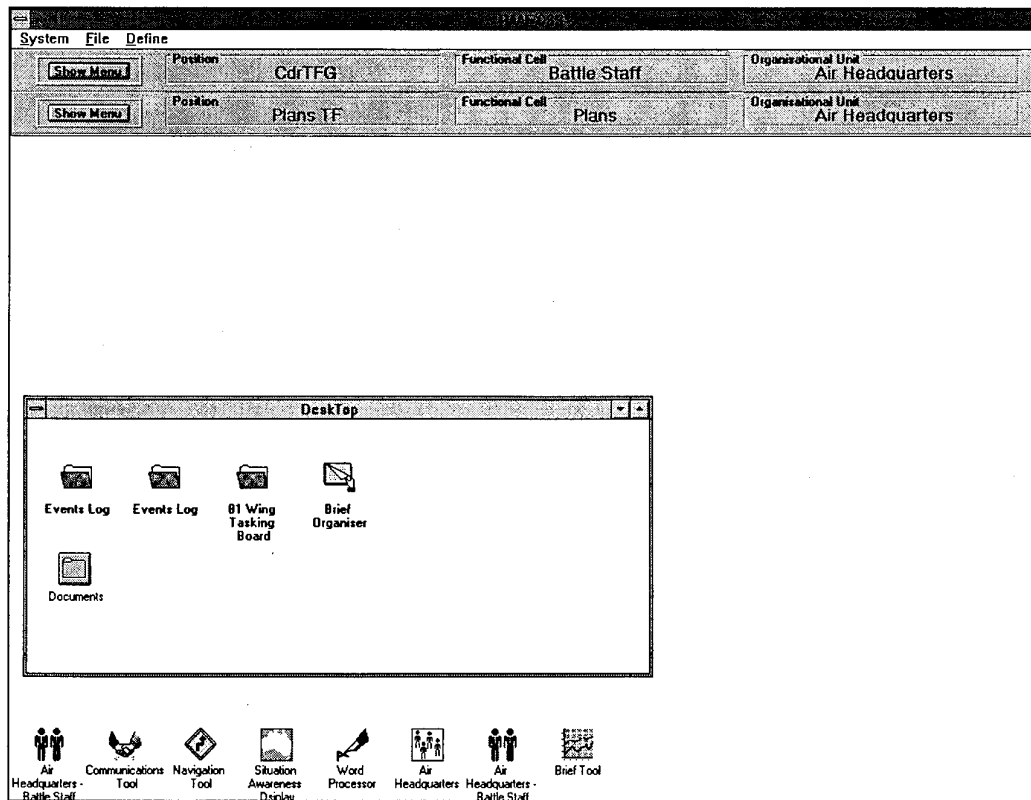 System File Define
Show Menu Position CdrTFG Functional Cell Battle Staff Organisational Unit Air Headquarters
Show Menu Position Plans TF Functional Cell Plans Organisational Unit Air Headquarters
DeskTop
Events Log Events Log 81 Wing Tasking Board Brief Organiser
Documents
Air Headquarters - Battle Staff
Communications Tool
Navigation Tool
Situation Awareness Dsiplay
Word Processor
Air Headquarters
Air Headquarters - Battle Staff
Brief Tool